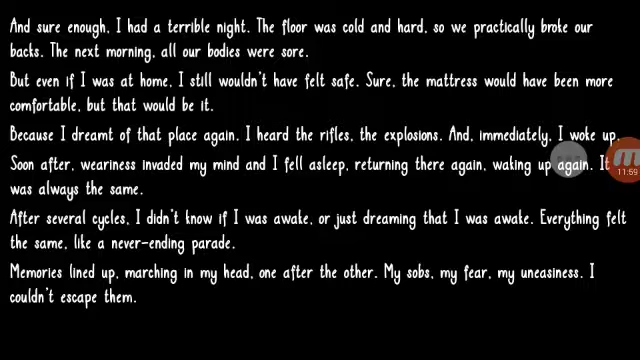 And sure enough, I had a terrible night. The floor was cold and hard, so we practically broke our
backs. The next morning, all our bodies were sore.
But even if I was at home, I still wouldn't have felt safe. Sure, the mattress would have been more
comfortable, but that would be it.
Because I dreamt of that place again. I heard the rifles, the explosions. And, immediately, I woke up.
Soon after, weariness invaded my mind and I fell asleep, returning there again, waking up again. It
was always the same.
11:59
After several cycles, I didn't know if I was awake, or just dreaming that I was awake. Everything felt
the same, like a never-ending parade.
Memories lined up, marching in my head, one after the other. My sobs, my fear, my uneasiness. I
couldn't escape them.